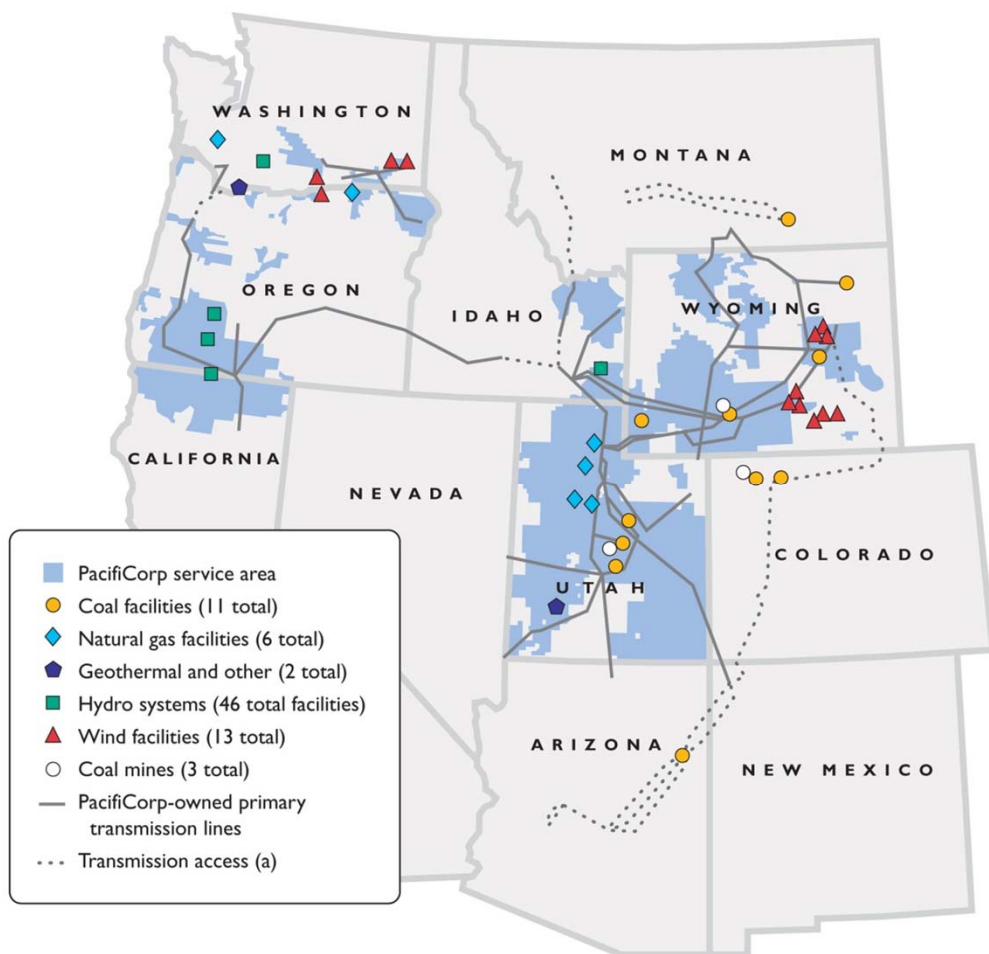 WASHINGTON
MONTANA
OREGON
IDAHO
WYOMING
CALIFORNIA
NEVADA
UTAH
COLORADO
ARIZONA
NEW MEXICO
PacifiCorp service area
Coal facilities (11 total)
Natural gas facilities (6 total)
Geothermal and other (2 total)
Hydro systems (46 total facilities)
Wind facilities (13 total)
Coal mines (3 total)
PacifiCorp-owned primary
transmission lines
Transmission access (a)